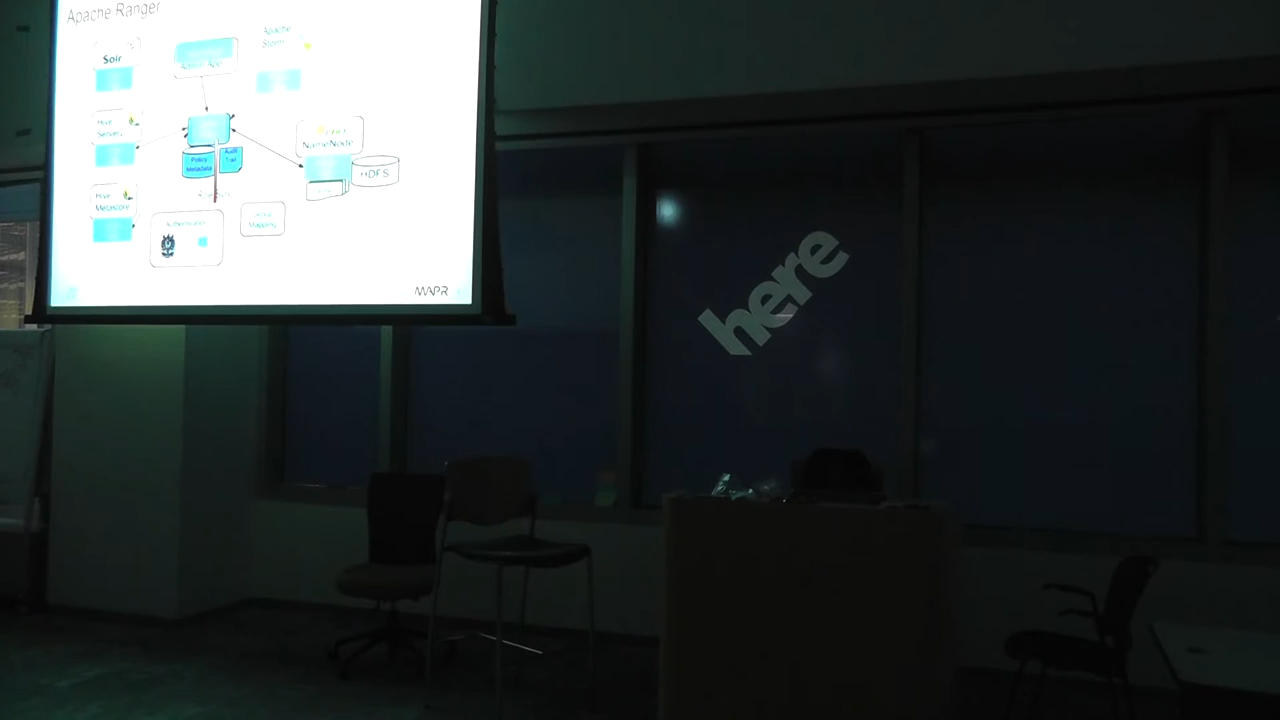 Apache Ranger
Solr
Admin App
Apache
Storm
Hive
Server2
NameNode
Policy
Metadata
Audit
Trail
HDFS
Hive
Metastore
Authentication
Group
Mapping
MAPR
here